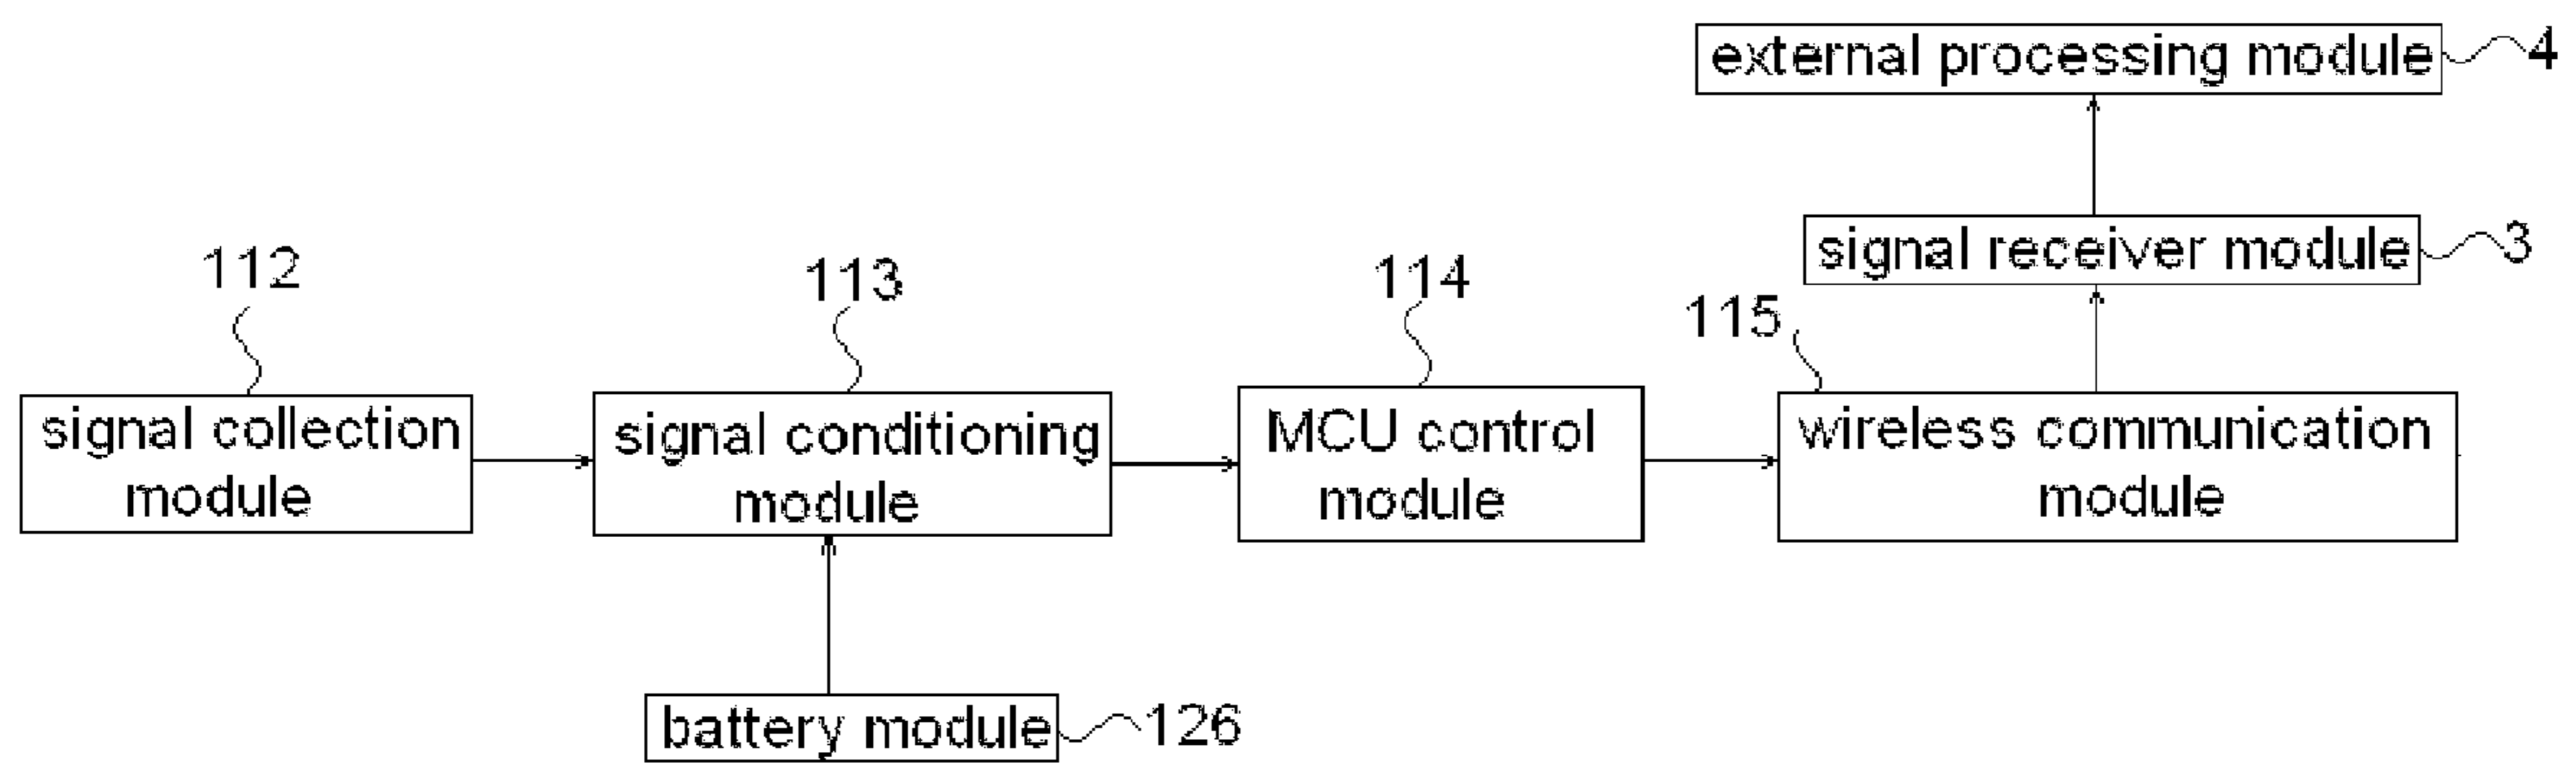 external processing module
4
signal receiver module
3
112
113
114
115
signal collection
module
signal conditioning
module
MCU control
module
wireless communication
module
battery module
126